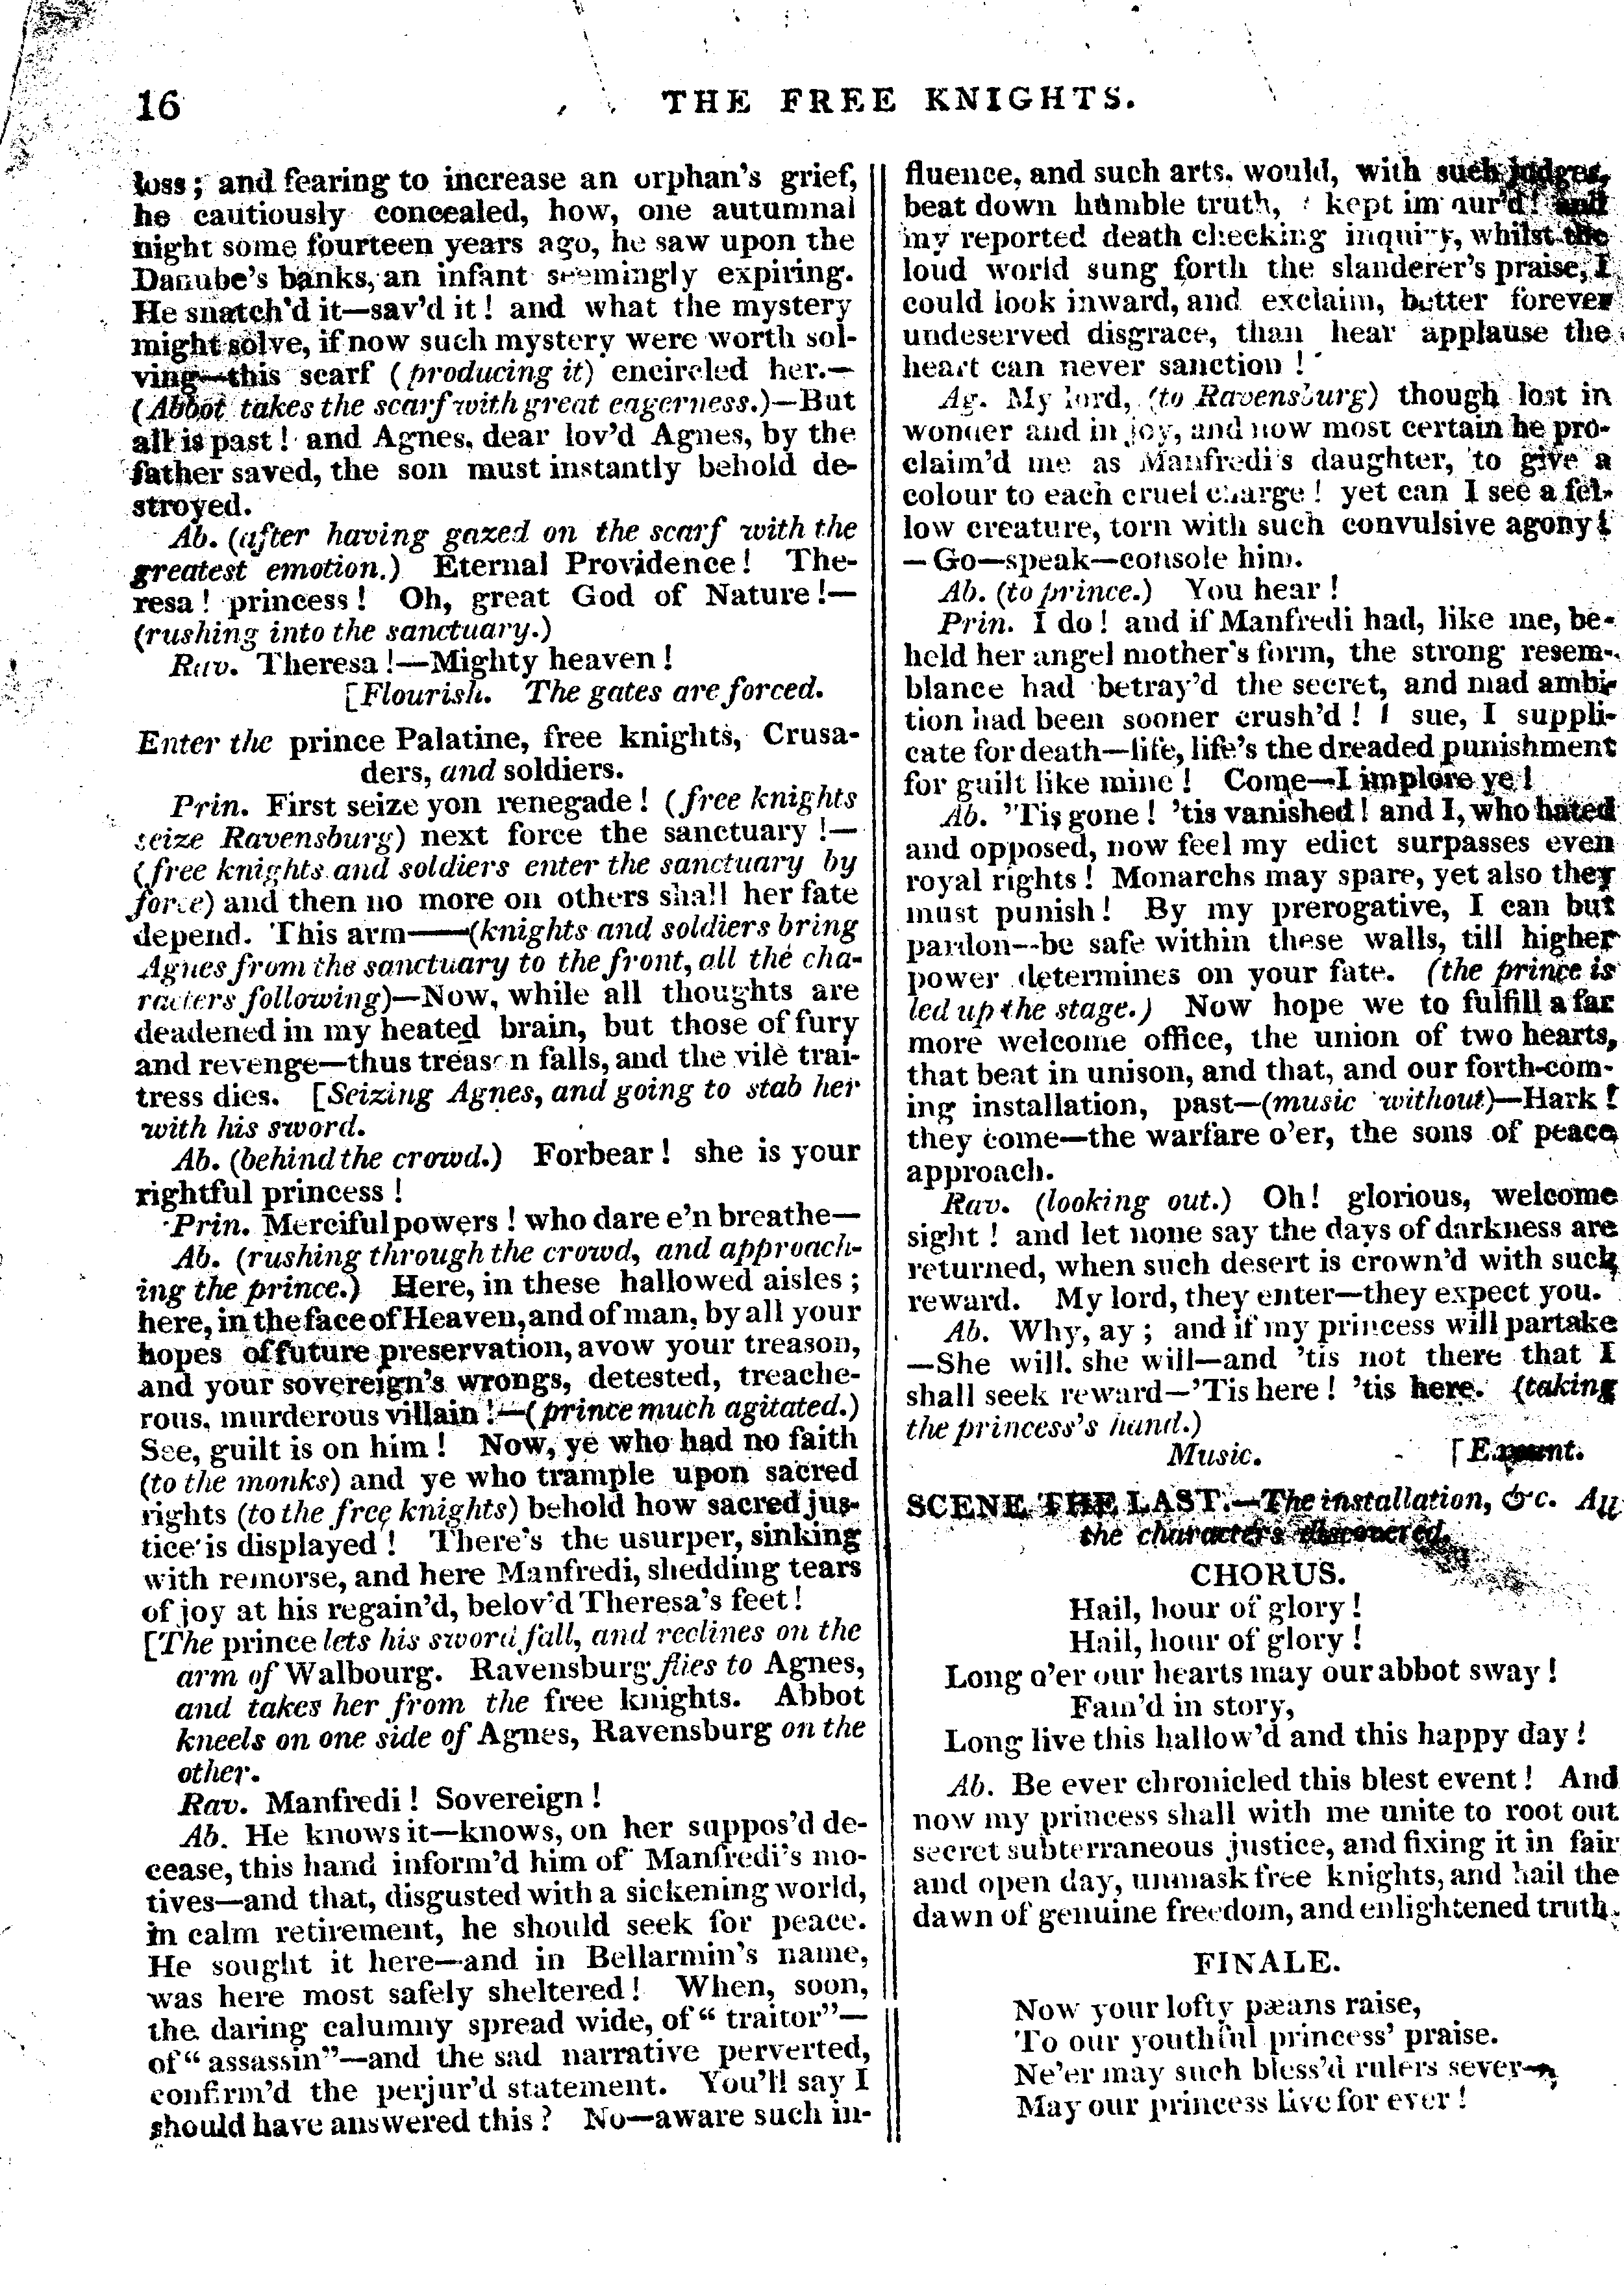 16
THE FREE KNIGHTS.
loss; and fearing to increase an orphan's grief,
he cautiously concealed, how, one autumnal
night some fourteen years ago, he saw upon the
Danube's banks, an infant seemingly expiring.
He snatch'd it—sav'd it! and what the mystery
might solve, if now such mystery were worth sol-
ving—this scarf (producing it) encircled her.—
(Abbot takes the scarf with great eagerness.)—But
all is past! and Agnes, dear lov'd Agnes, by the
father saved, the son must instantly behold de-
stroyed.
Ab. (after having gazed on the scarf with the
greatest emotion.) Eternal Providence! The-
resa! princess! Oh, great God of Nature!—
(rushing into the sanctuary.)
Rav. Theresa!—Mighty heaven!
[Flourish. The gates are forced.
Enter the prince Palatine, free knights, Crusa-
ders, and soldiers.
Prin. First seize yon renegade! (free knights
seize Ravensburg) next force the sanctuary!—
(free knights and soldiers enter the sanctuary by
force) and then no more on others shall her fate
depend. This arm——(knights and soldiers bring
Agnes from the sanctuary to the front, all the cha-
racters following)—Now, while all thoughts are
deadened in my heated brain, but those of fury
and revenge—thus treason falls, and the vile trai-
tress dies. [Seizing Agnes, and going to stab her
with his sword.
Ab. (behind the crowd.) Forbear! she is your
rightful princess!
Prin. Merciful powers! who dare e'n breathe—
Ab. (rushing through the crowd, and approach-
ing the prince.) Here, in these hallowed aisles;
here, in the face of Heaven, and of man, by all your
hopes of future preservation, avow your treason,
and your sovereign's wrongs, detested, treache-
rous, murderous villain!—(prince much agitated.)
See, guilt is on him! Now, ye who had no faith
(to the monks) and ye who trample upon sacred
rights (to the free knights) behold how sacred jus-
tice is displayed! There's the usurper, sinking
with remorse, and here Manfredi, shedding tears
of joy at his regain'd, belov'd Theresa's feet!
[The prince lets his sword fall, and reclines on the
arm of Walbourg. Ravensburg flies to Agnes,
and takes her from the free knights. Abbot
kneels on one side of Agnes, Ravensburg on the
other.
Rav. Manfredi! Sovereign!
Ab. He knows it—knows, on her suppos'd de-
cease, this hand inform'd him of Manfredi's mo-
tives—and that, disgusted with a sickening world,
in calm retirement, he should seek for peace.
He sought it here—and in Bellarmin's name,
was here most safely sheltered! When, soon,
the daring calumny spread wide, of "traitor"—
of "assassin"—and the sad narrative perverted,
confirm'd the perjur'd statement. You'll say I
should have answered this? No—aware such in-
fluence, and such arts, would, with such judges,
beat down humble truth, kept immur'd! and
my reported death checking inquiry, whilst the
loud world sung forth the slanderer's praise, I
could look inward, and exclaim, better forever
undeserved disgrace, than hear applause the
heart can never sanction!
Ag. My lord, (to Ravensburg) though lost in
wonder and in joy, and now most certain he pro-
claim'd me as Manfredi's daughter, to give a
colour to each cruel charge! yet can I see a fel-
low creature, torn with such convulsive agony!
—Go—speak—console him.
Ab. (to prince.) You hear!
Prin. I do! and if Manfredi had, like me, be-
held her angel mother's form, the strong resem-
blance had betray'd the secret, and mad ambi-
tion had been sooner crush'd! I sue, I suppli-
cate for death—life, life's the dreaded punishment
for guilt like mine! Come—I implore ye!
Ab. 'Tis gone! 'tis vanished! and I, who hated
and opposed, now feel my edict surpasses even
royal rights! Monarchs may spare, yet also they
must punish! By my prerogative, I can but
pardon—be safe within these walls, till higher
power determines on your fate. (the prince is
led up the stage.) Now hope we to fulfill a far
more welcome office, the union of two hearts,
that beat in unison, and that, and our forth-com-
ing installation, past—(music without)—Hark!
they come—the warfare o'er, the sons of peace
approach.
Rav. (looking out.) Oh! glorious, welcome
sight! and let none say the days of darkness are
returned, when such desert is crown'd with such
reward. My lord, they enter—they expect you.
Ab. Why, ay; and if my princess will partake
—She will, she will—and 'tis not there that I
shall seek reward—'Tis here! 'tis here. (taking
the princess's hand.)
Music. [Exeunt.
SCENE THE LAST.—The installation, &c. All
the characters discovered.
CHORUS.
Hail, hour of glory!
Hail, hour of glory!
Long o'er our hearts may our abbot sway!
Fam'd in story,
Long live this hallow'd and this happy day!
Ab. Be ever chronicled this blest event! And
now my princess shall with me unite to root out
secret subterraneous justice, and fixing it in fair
and open day, unmask free knights, and hail the
dawn of genuine freedom, and enlightened truth.
FINALE.
Now your lofty pæans raise,
To our youthful princess' praise.
Ne'er may such bless'd rulers sever—
May our princess live for ever!